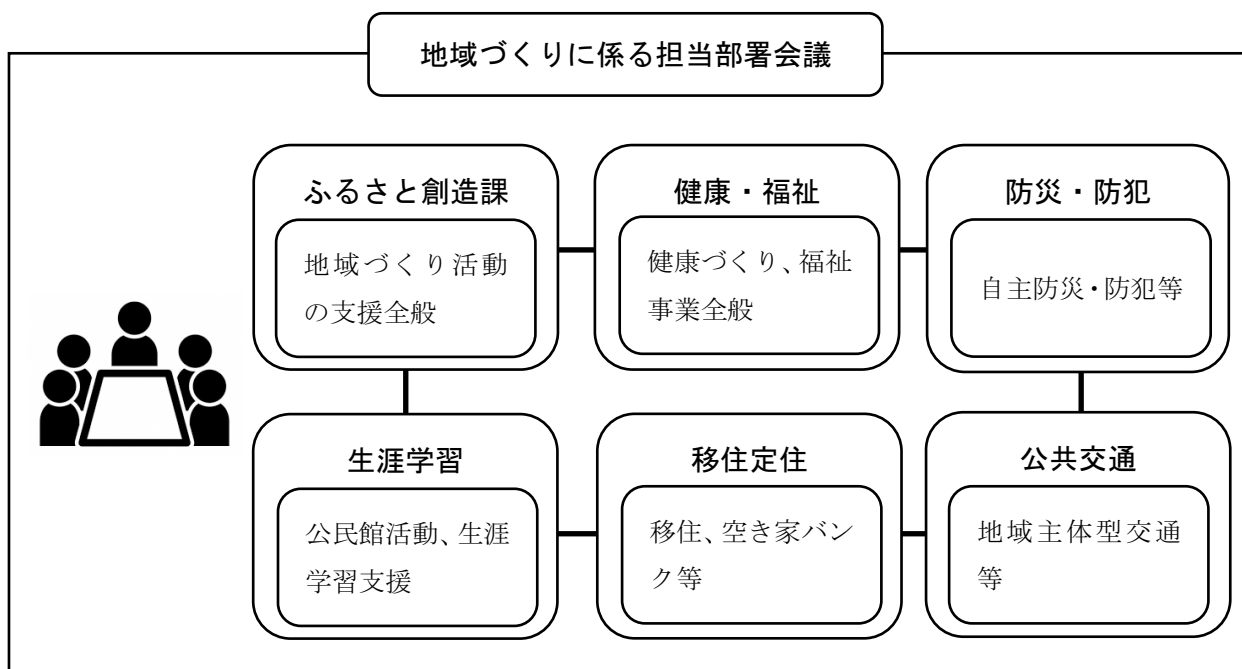 地域づくりに係る担当部署会議
ふるさと創造課
地域づくり活動
の支援全般
健康・福祉
健康づくり、福祉
事業全般
防災・防犯
自主防災・防犯等
生涯学習
公民館活動、生涯
学習支援
移住定住
移住、空き家バン
ク等
公共交通
地域主体型交通
等